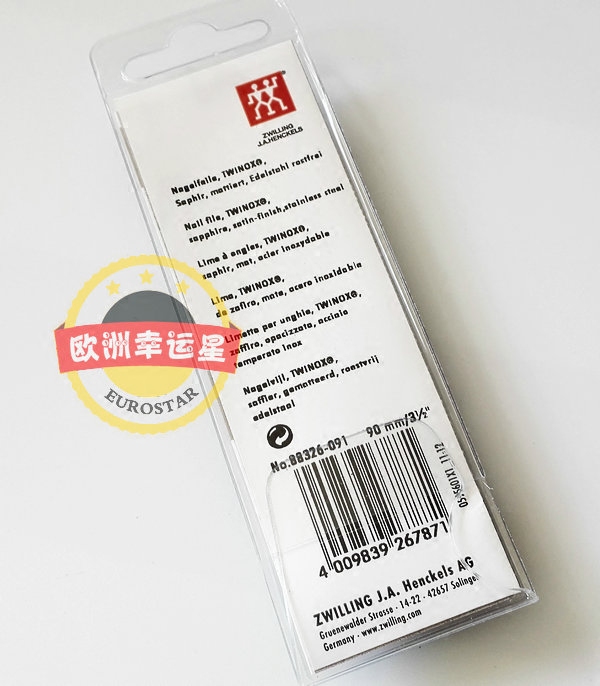 ZWILLING
J.A.HENCKELS
Nagelfeile, TWINOX®,
Saphir, mattiert, Edelstahl rostfrei
Nail file, TWINOX®,
sapphire, satin-finish,stainless steel
Lime à ongles, TWINOX®,
saphir, mat, acier inoxydable
Lima, TWINOX®,
de zafiro, mate, acero inoxidable
Limetta per unghie, TWINOX®,
zaffiro, opacizzato, acciaio
temperato inox
Nagelvijl, TWINOX®,
saffier, gematteerd, roestvrij
edelstaal
欧洲幸运星
EUROSTAR
No.88326-091 90 mm/3½"
11-12
4 009839 267871
ZWILLING J.A. Henckels AG
Gruenewalder Strasse · 14-22 · 42657 Solingen
Germany · www.zwilling.com